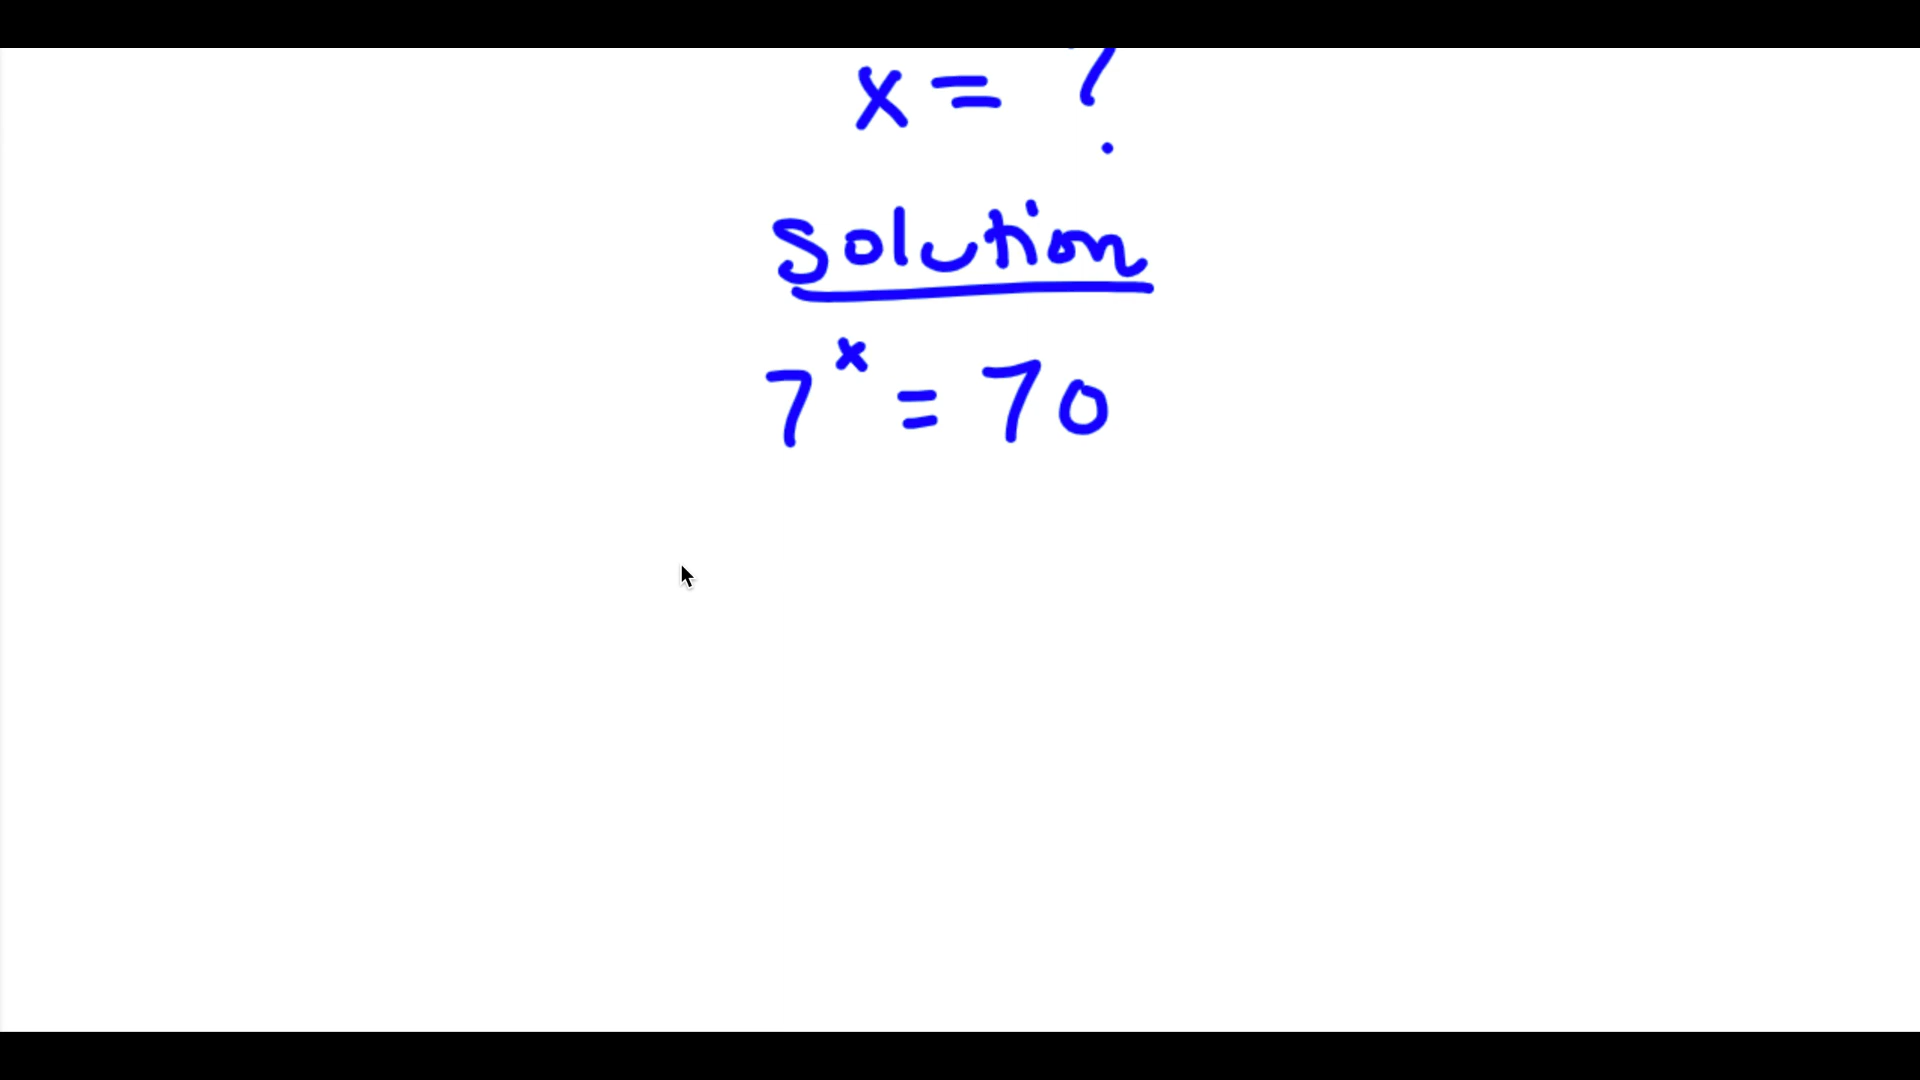 x = ?
Solution
7^x = 70